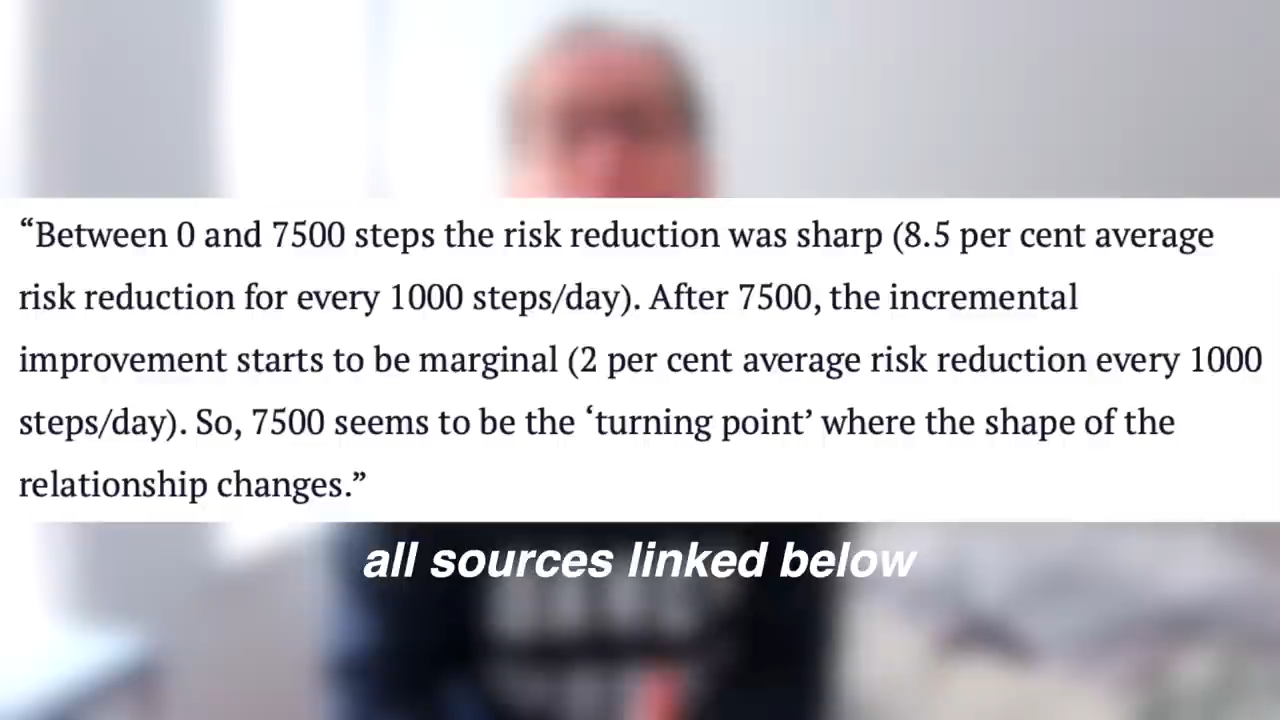 “Between 0 and 7500 steps the risk reduction was sharp (8.5 per cent average
risk reduction for every 1000 steps/day). After 7500, the incremental
improvement starts to be marginal (2 per cent average risk reduction every 1000
steps/day). So, 7500 seems to be the ‘turning point’ where the shape of the
relationship changes.”
all sources linked below